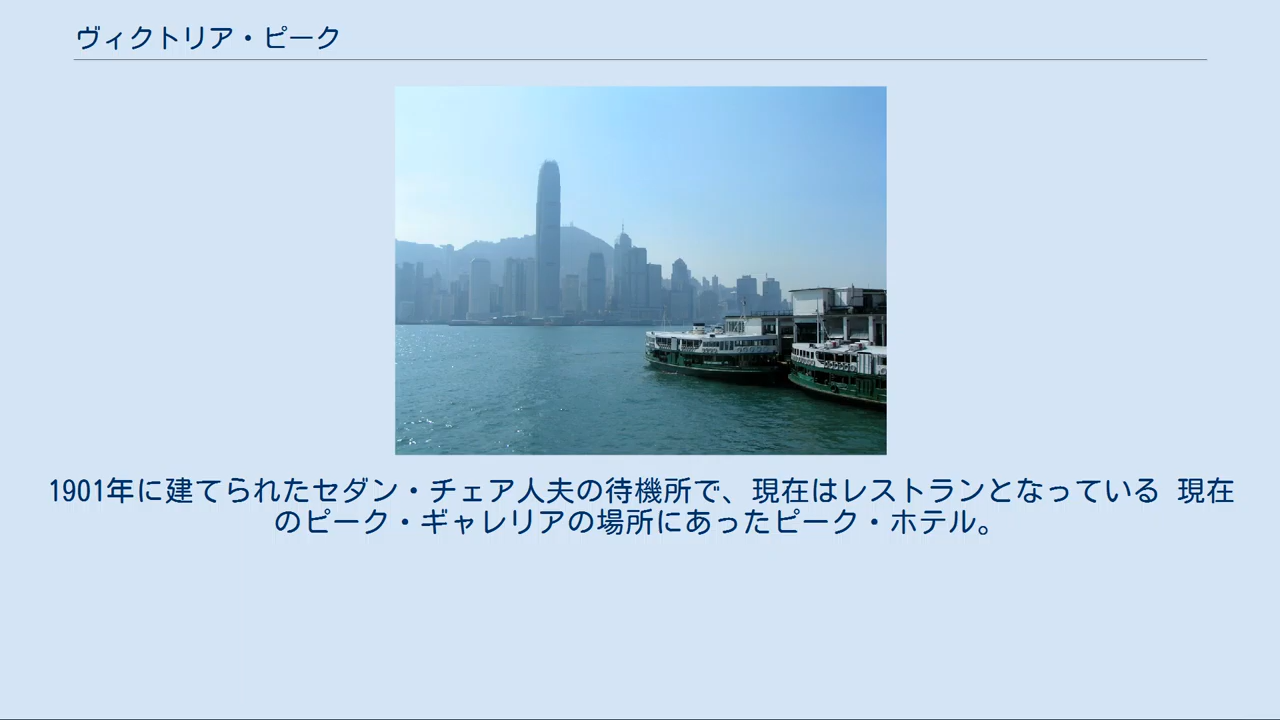 ヴィクトリア・ピーク
1901年に建てられたセダン・チェア人夫の待機所で、現在はレストランとなっている 現在
のピーク・ギャレリアの場所にあったピーク・ホテル。